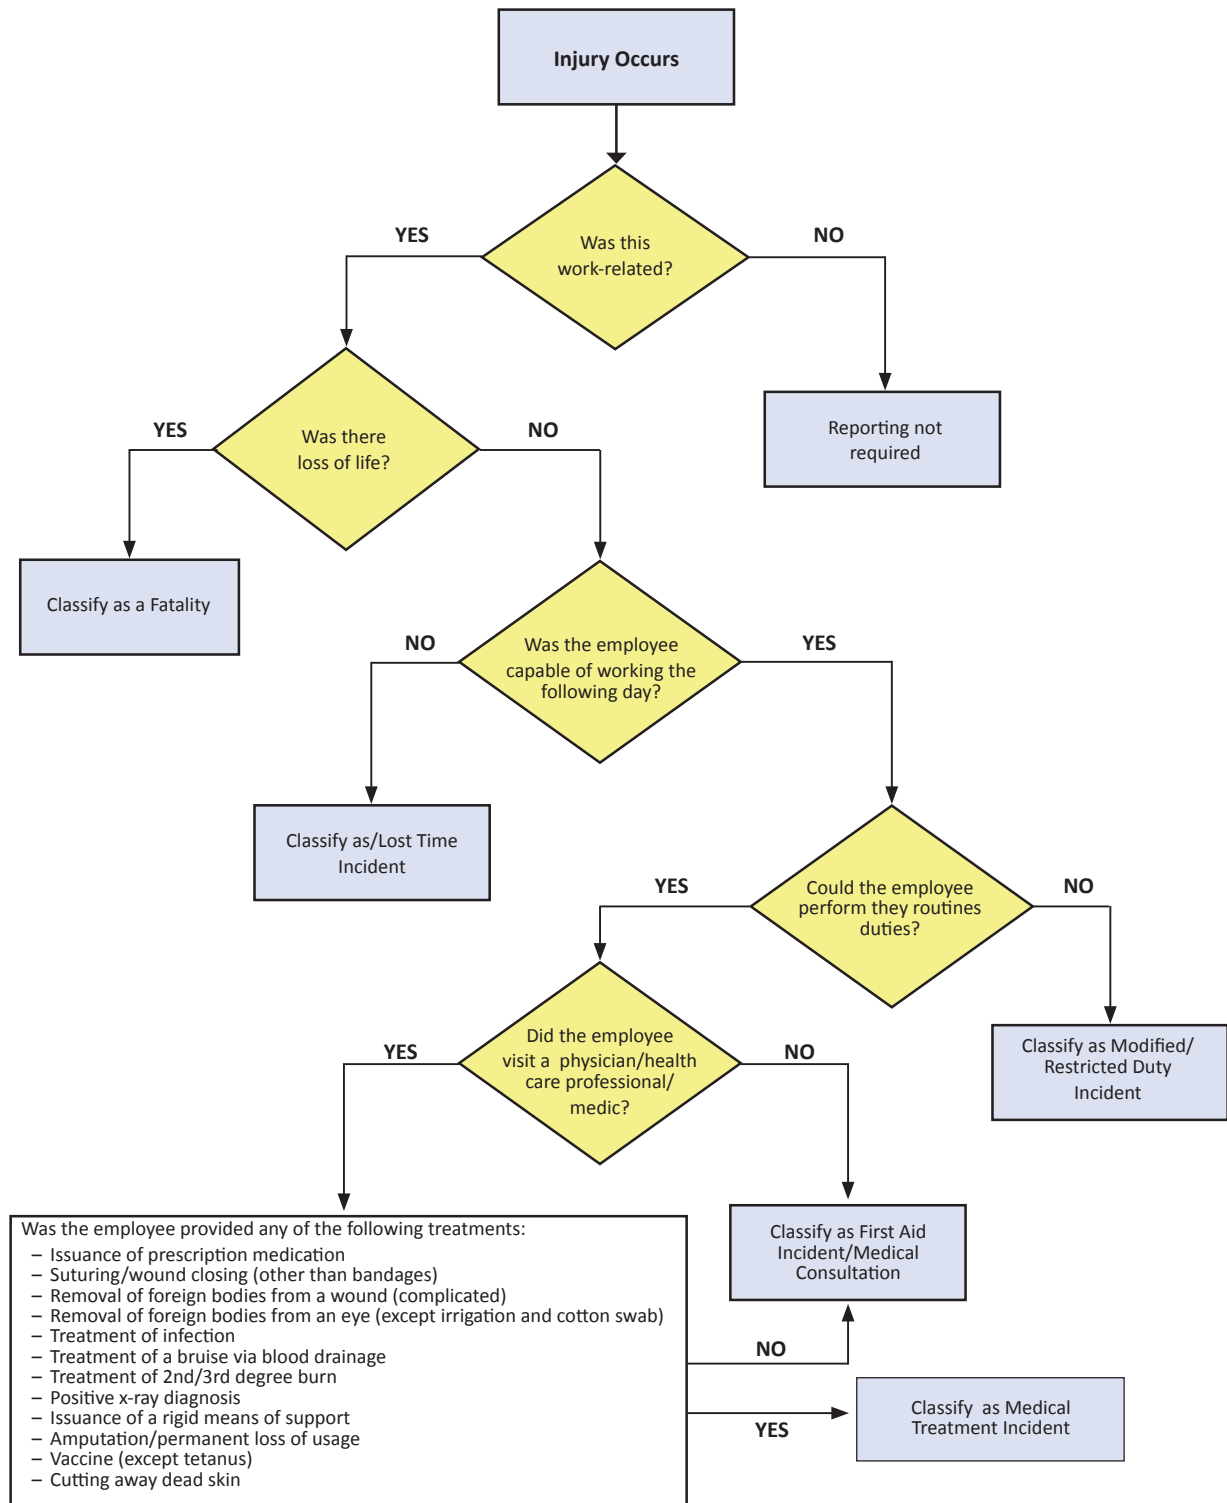 Injury Occurs
YES
Was this
work-related?
NO
YES
Was there
loss of life?
NO
Reporting not
required
Classify as a Fatality
NO
Was the employee
capable of working the
following day?
YES
Classify as/Lost Time
Incident
YES
Could the employee
perform they routines
duties?
NO
YES
Did the employee
visit a physician/health
care professional/
medic?
NO
Classify as Modified/
Restricted Duty
Incident
Was the employee provided any of the following treatments:
– Issuance of prescription medication
– Suturing/wound closing (other than bandages)
– Removal of foreign bodies from a wound (complicated)
– Removal of foreign bodies from an eye (except irrigation and cotton swab)
– Treatment of infection
– Treatment of a bruise via blood drainage
– Treatment of 2nd/3rd degree burn
– Positive x-ray diagnosis
– Issuance of a rigid means of support
– Amputation/permanent loss of usage
– Vaccine (except tetanus)
– Cutting away dead skin
Classify as First Aid
Incident/Medical
Consultation
NO
YES
Classify as Medical
Treatment Incident